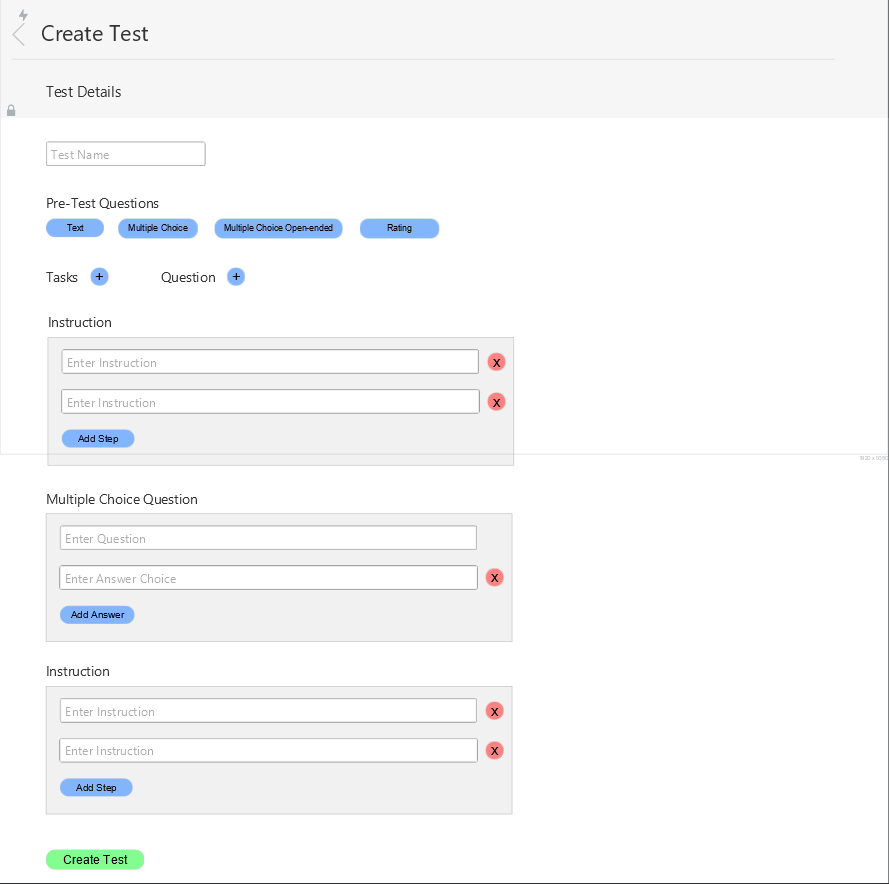 Create Test
Test Details
Test Name
Pre-Test Questions
Text Multiple Choice Multiple Choice Open-ended Rating
Tasks + Question +
Instruction
Enter Instruction X
Enter Instruction X
Add Step
Multiple Choice Question
Enter Question
Enter Answer Choice X
Add Answer
Instruction
Enter Instruction X
Enter Instruction X
Add Step
Create Test